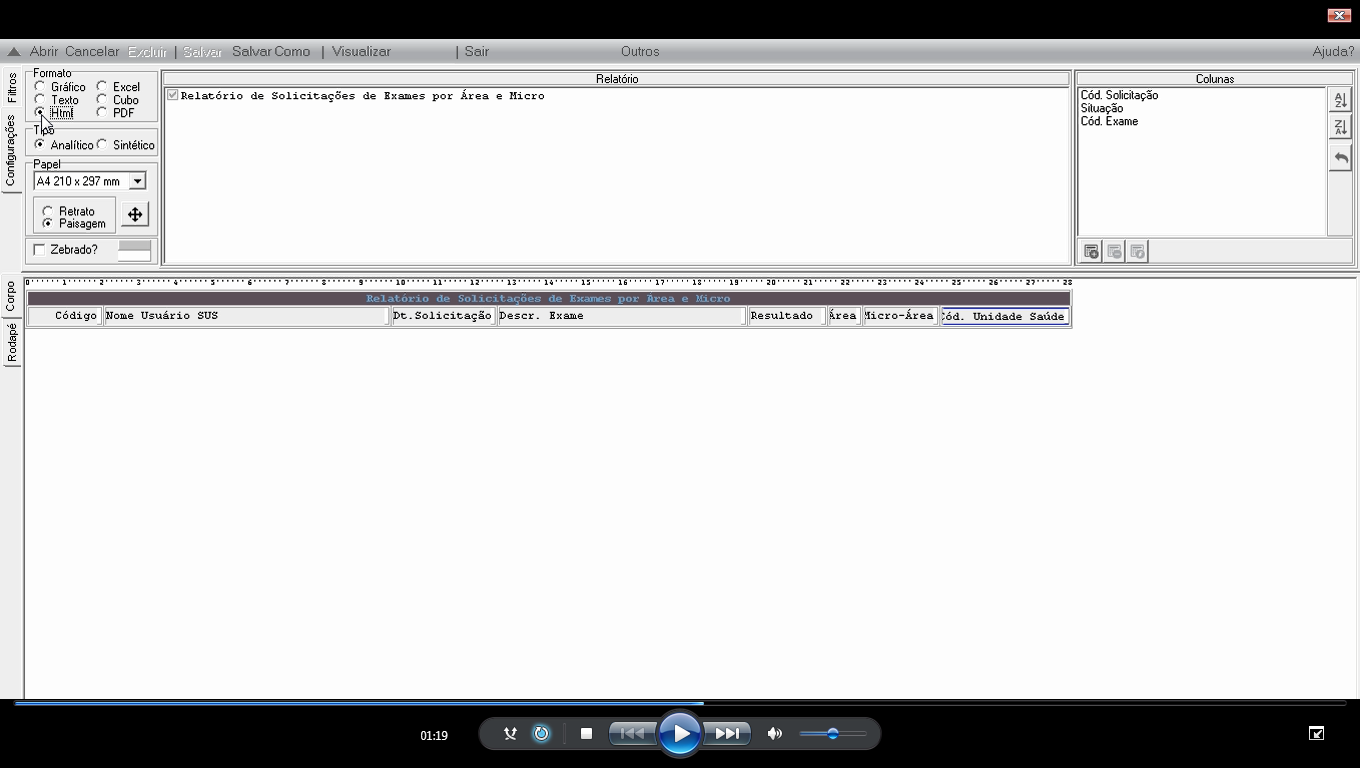 Abrir Cancelar Excluir | Salvar Salvar Como | Visualizar | Sair Outros Ajuda?
Filtros
Configurações
Formato
Gráfico Excel
Texto Cubo
Html PDF
Analítico Sintético
Papel
A4 210 x 297 mm
Retrato
Paisagem
Zebrado?
Relatório
Relatório de Solicitações de Exames por Área e Micro
Colunas
Cód. Solicitação
Situação
Cód. Exame
Corpo
Rodapé
0 1 2 3 4 5 6 7 8 9 10 11 12 13 14 15 16 17 18 19 20 21 22 23 24 25 26 27 28
Relatório de Solicitações de Exames por Área e Micro
Código Nome Usuário SUS Dt.Solicitação Descr. Exame Resultado Área Micro-Área Cód. Unidade Saúde
01:19